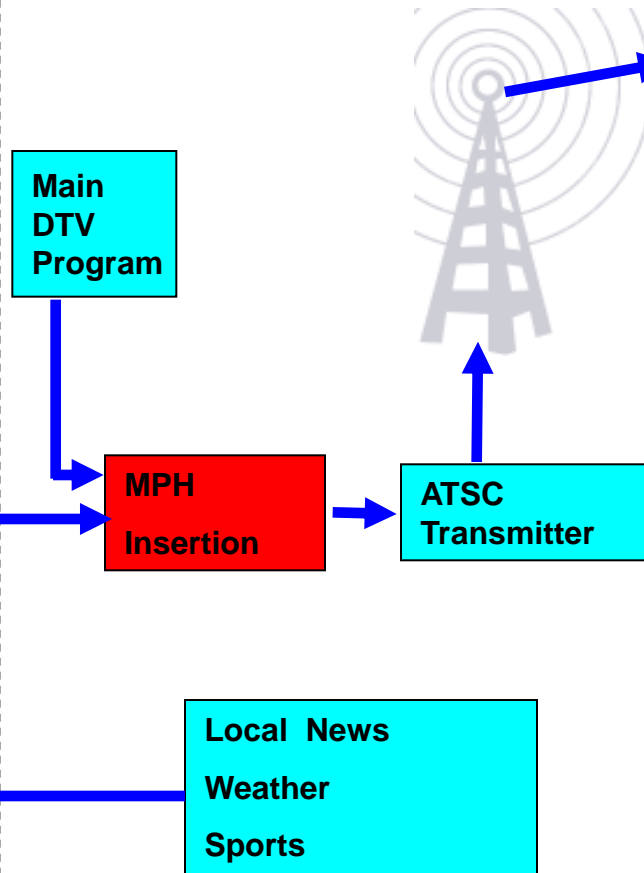 Main
DTV
Program
MPH
Insertion
ATSC
Transmitter
Local News
Weather
Sports